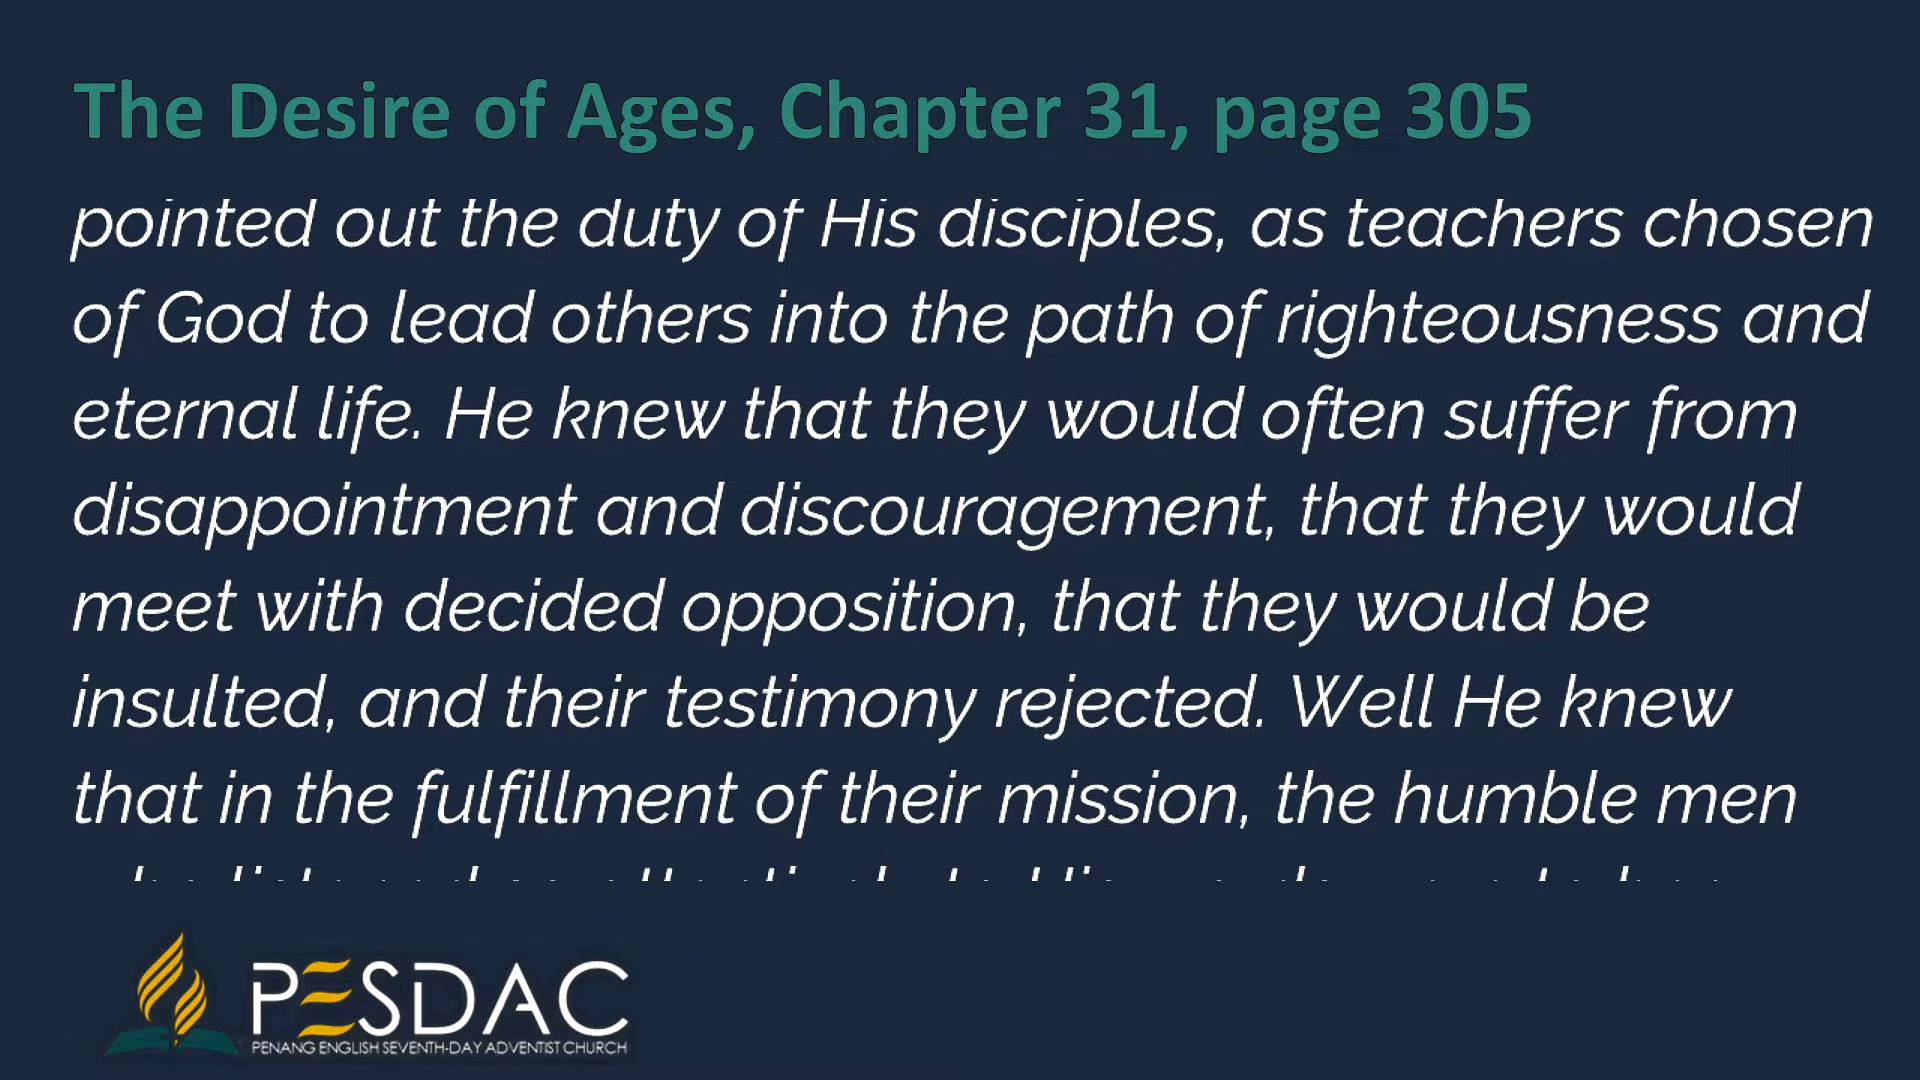 The Desire of Ages, Chapter 31, page 305
pointed out the duty of His disciples, as teachers chosen
of God to lead others into the path of righteousness and
eternal life. He knew that they would often suffer from
disappointment and discouragement, that they would
meet with decided opposition, that they would be
insulted, and their testimony rejected. Well He knew
that in the fulfillment of their mission, the humble men
PESDAC
PENANG ENGLISH SEVENTH-DAY ADVENTIST CHURCH